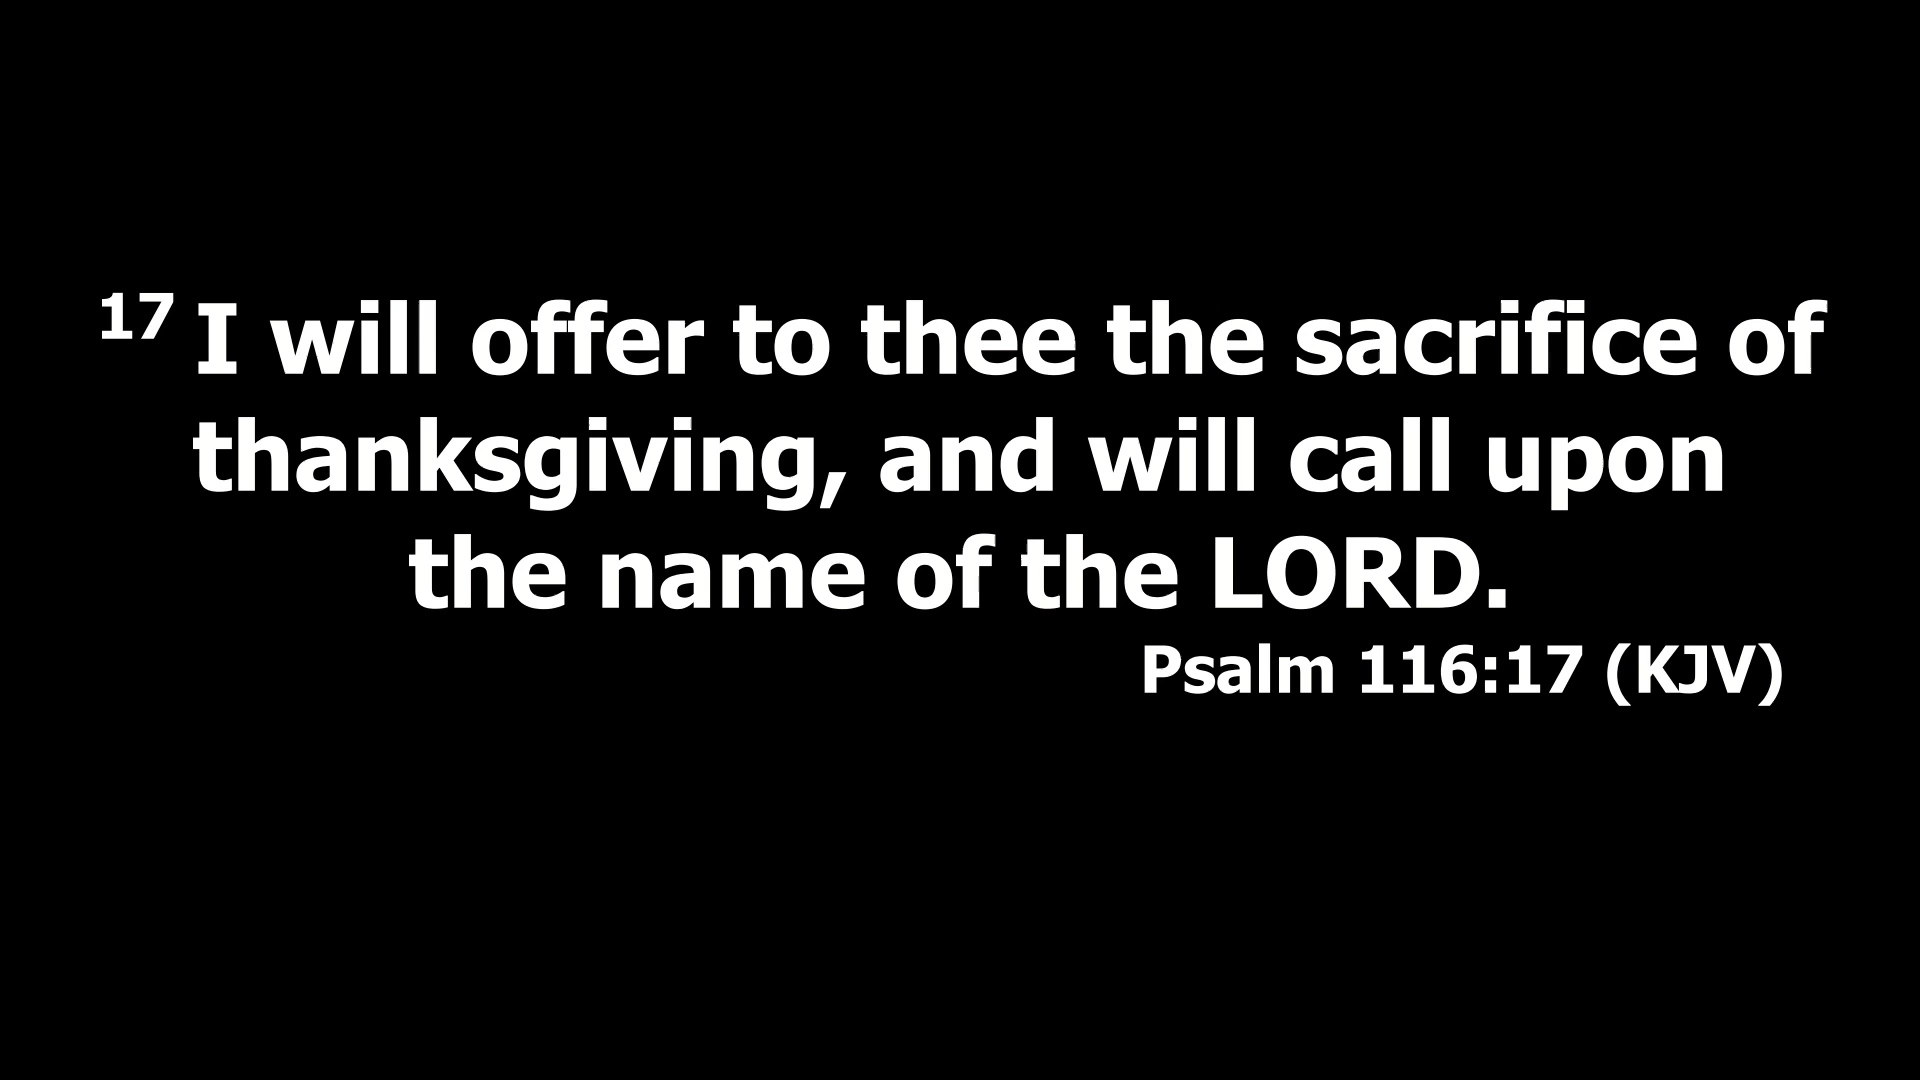 17 I will offer to thee the sacrifice of
thanksgiving, and will call upon
the name of the LORD.
Psalm 116:17 (KJV)